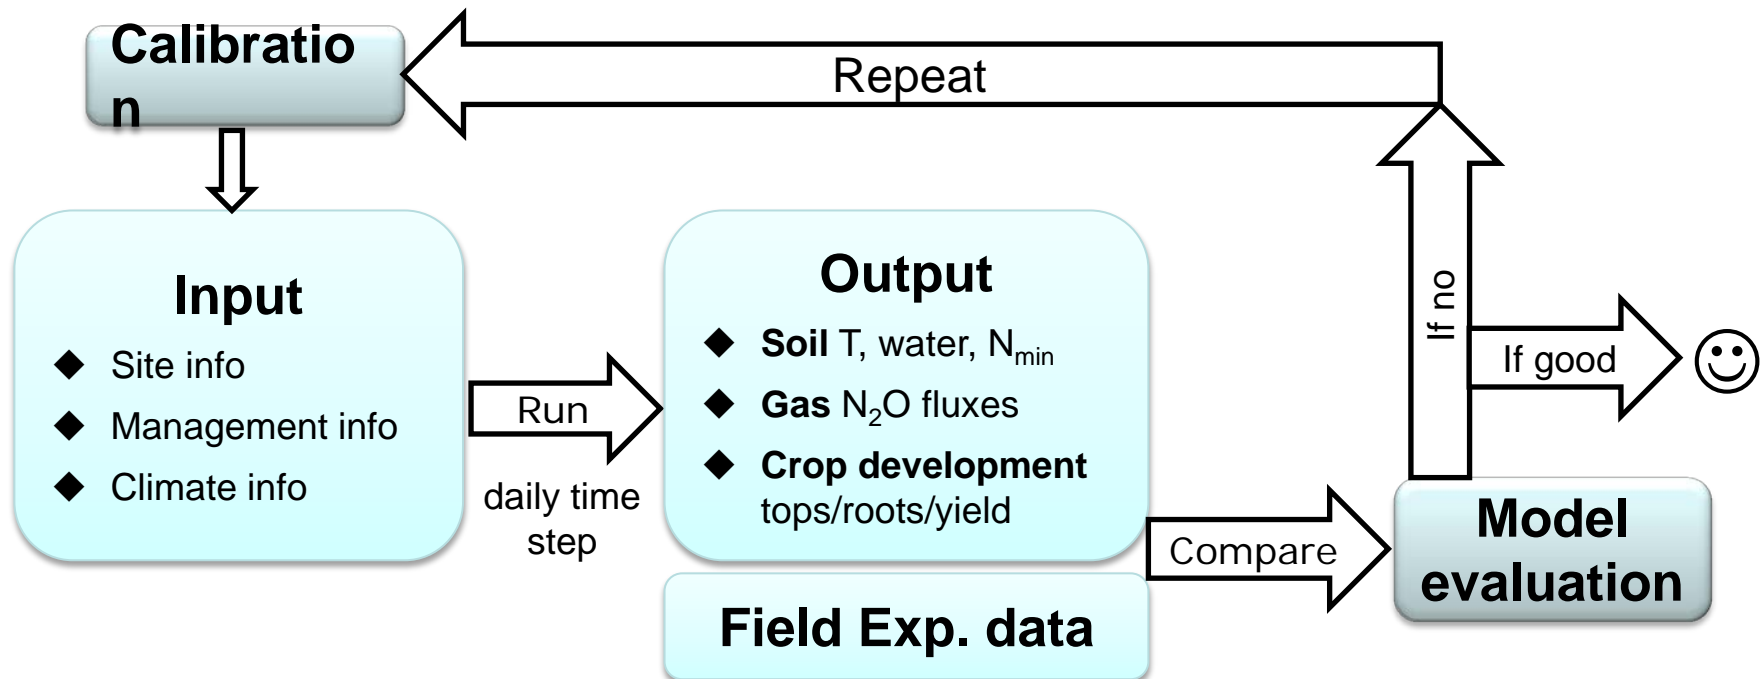 Calibratio
n
Repeat
Input
Site info
Management info
Climate info
Run
daily time
step
Output
Soil T, water, Nmin
Gas N2O fluxes
Crop development
tops/roots/yield
Field Exp. data
Compare
Model
evaluation
If no
If good